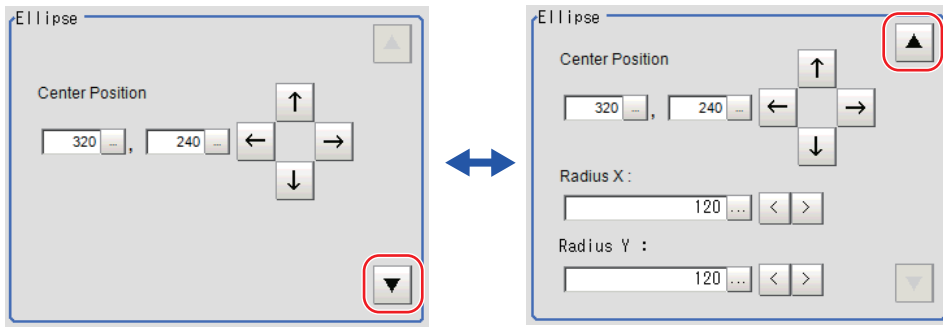 Ellipse
Center Position
320 ... , 240 ...
Ellipse
Center Position
320 ... , 240 ...
Radius X :
120 ... < >
Radius Y :
120 ... < >